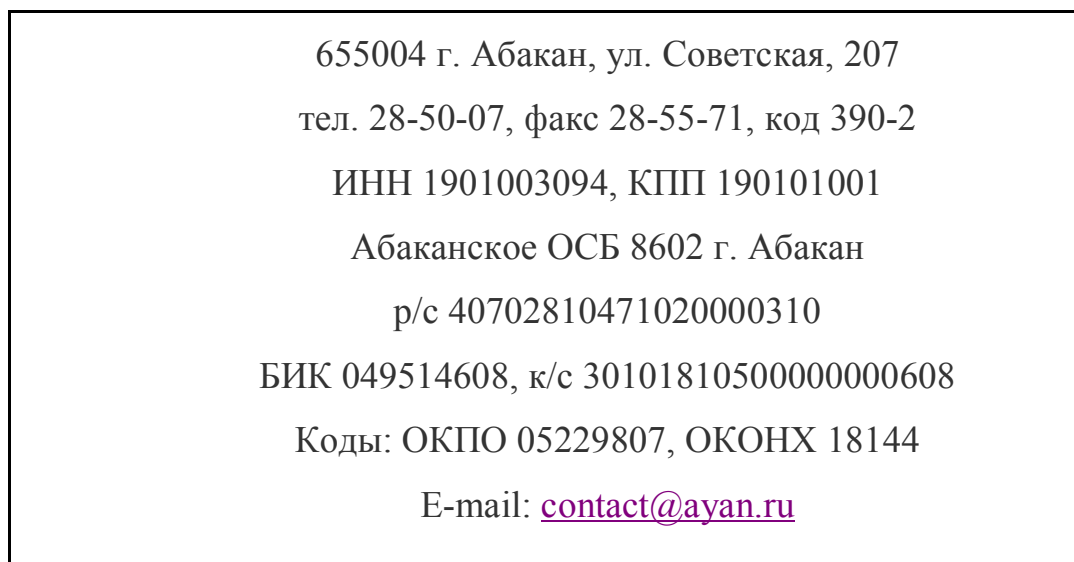 655004 г. Абакан, ул. Советская, 207
тел. 28-50-07, факс 28-55-71, код 390-2
ИНН 1901003094, КПП 190101001
Абаканское ОСБ 8602 г. Абакан
р/с 40702810471020000310
БИК 049514608, к/с 30101810500000000608
Коды: ОКПО 05229807, ОКОНХ 18144
E-mail: contact@ayan.ru